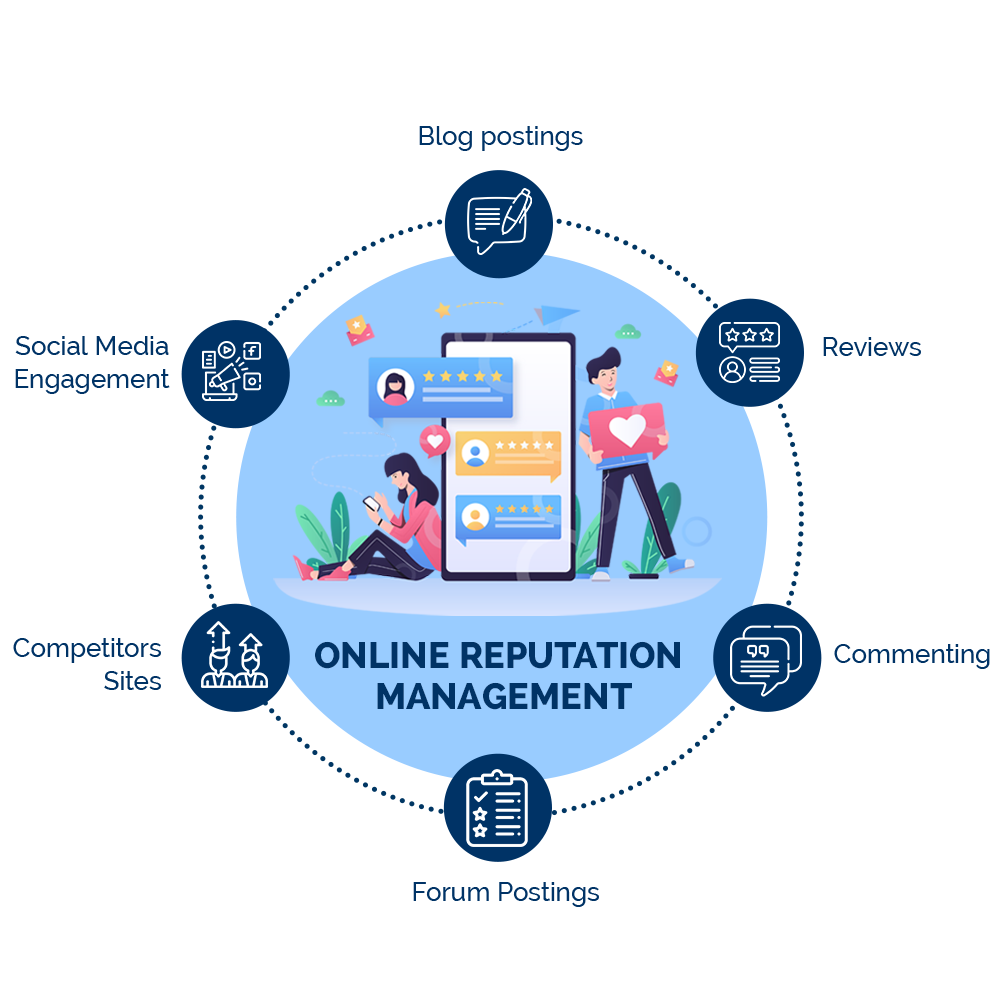 Blog postings
Social Media
Engagement
Reviews
Competitors
Sites
ONLINE REPUTATION
MANAGEMENT
Commenting
Forum Postings